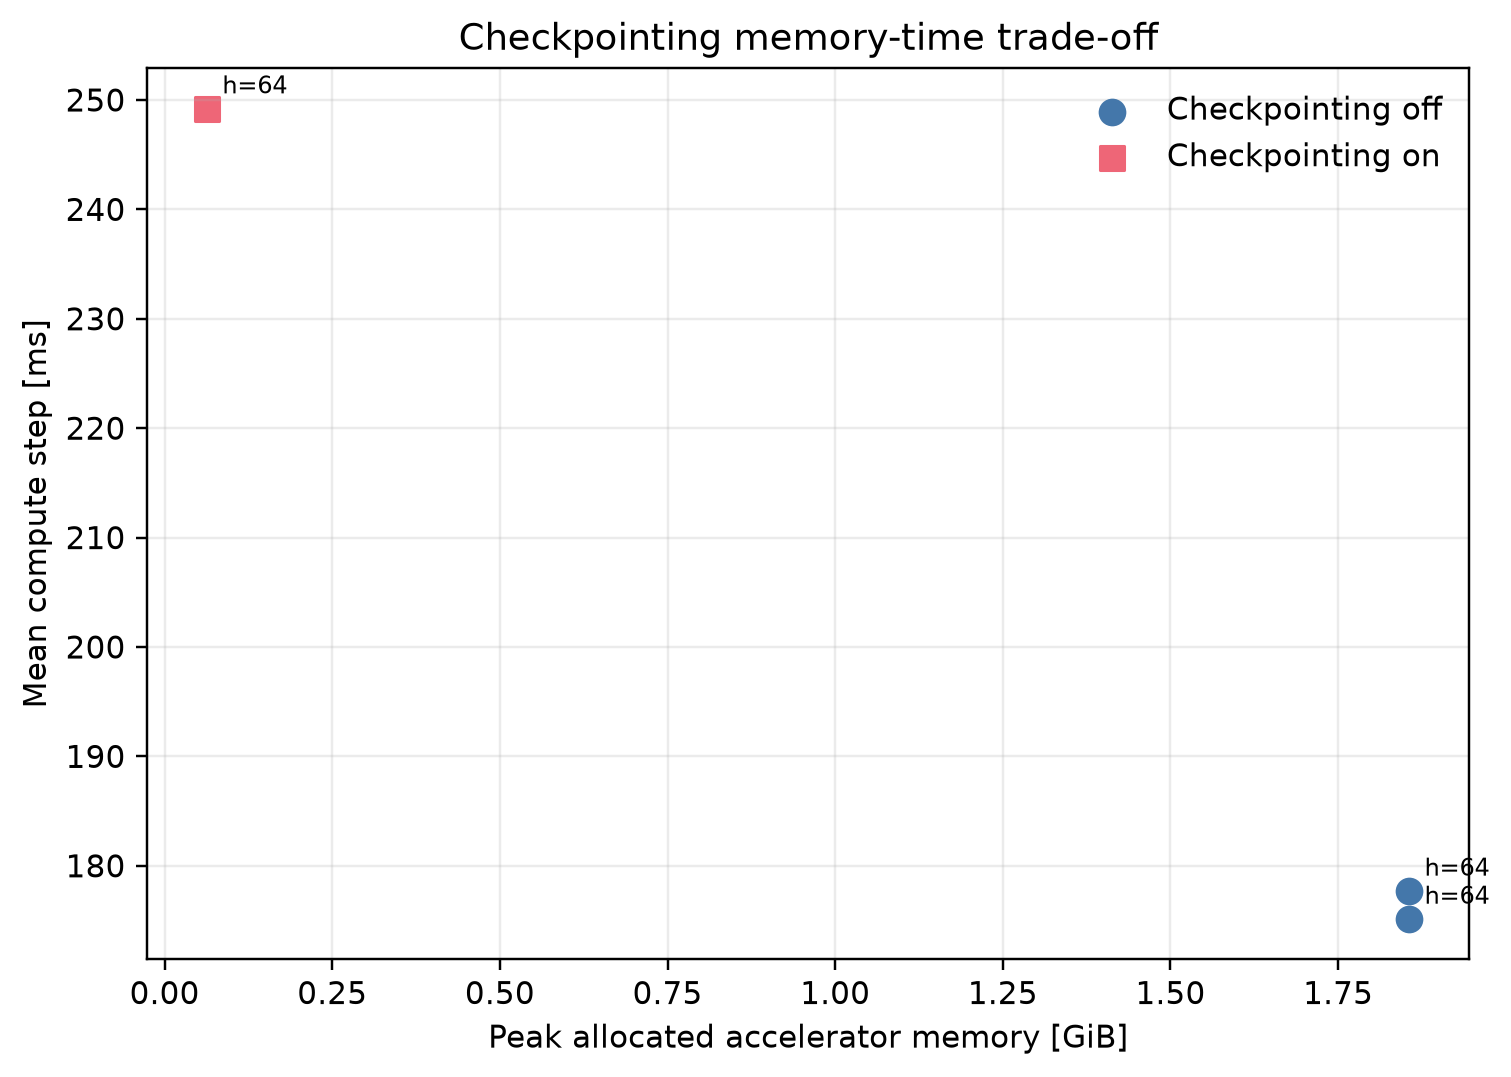 Checkpointing memory-time trade-off
h=64
Checkpointing off
Checkpointing on
250
240
230
220
210
200
190
180
Mean compute step [ms]
h=64
h=64
0.00 0.25 0.50 0.75 1.00 1.25 1.50 1.75
Peak allocated accelerator memory [GiB]